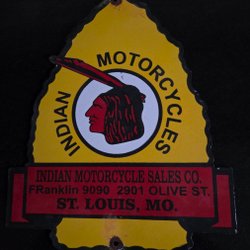 INDIAN MOTORCYCLES
INDIAN MOTORCYCLE SALES CO.
FRanklin 9090 2901 OLIVE ST.
ST. LOUIS, MO.